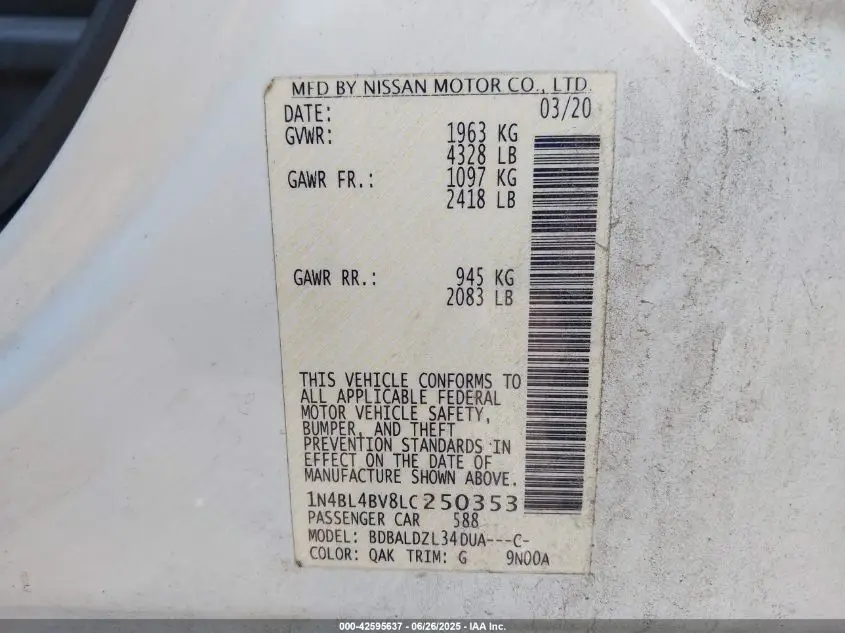 MFD BY NISSAN MOTOR CO., LTD.
DATE: 03/20
GVWR: 1963 KG
4328 LB
GAWR FR.: 1097 KG
2418 LB
GAWR RR.: 945 KG
2083 LB
THIS VEHICLE CONFORMS TO
ALL APPLICABLE FEDERAL
MOTOR VEHICLE SAFETY,
BUMPER, AND THEFT
PREVENTION STANDARDS IN
EFFECT ON THE DATE OF
MANUFACTURE SHOWN ABOVE.
1N4BL4BV8LC250353
PASSENGER CAR 588
MODEL: BDBALDZL34DUA---C-
COLOR: QAK TRIM: G 9N00A
000-42595637 - 06/26/2025 - IAA Inc.